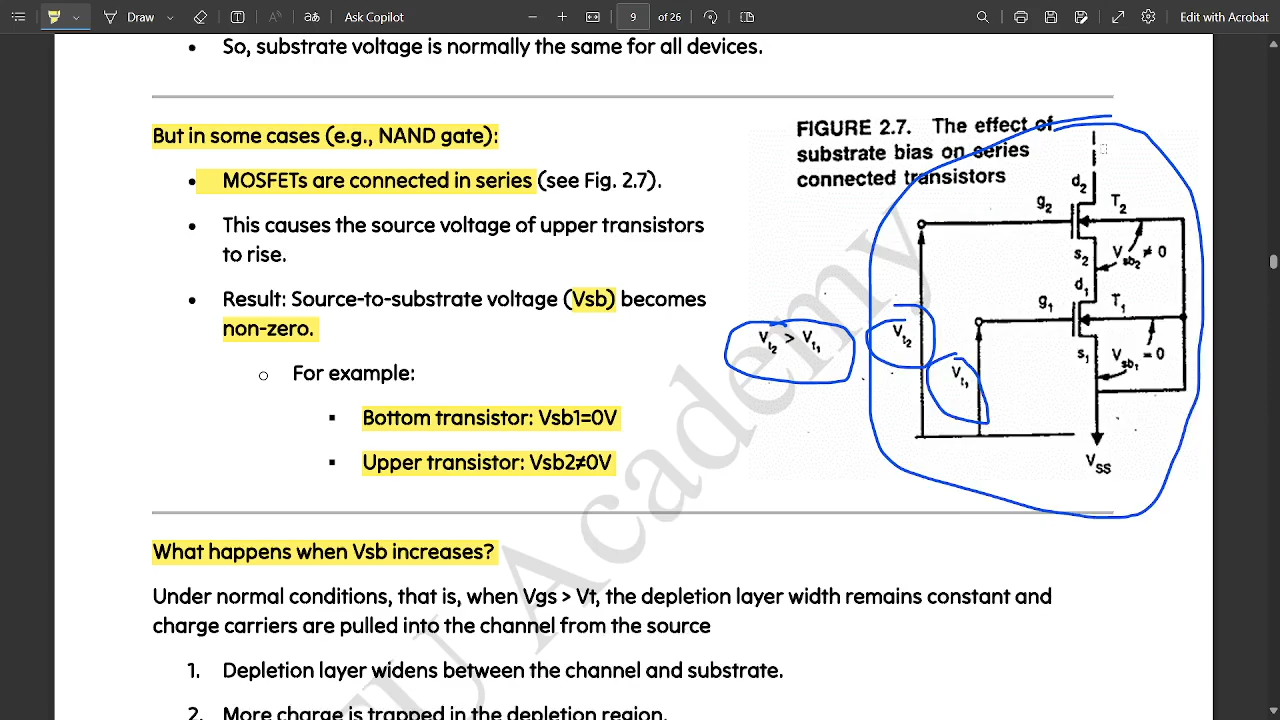 Draw
Ask Copilot
9
of 26
Edit with Acrobat
• So, substrate voltage is normally the same for all devices.
But in some cases (e.g., NAND gate):
• MOSFETs are connected in series (see Fig. 2.7).
• This causes the source voltage of upper transistors
to rise.
• Result: Source-to-substrate voltage (Vsb) becomes
non-zero.
o For example:
▪ Bottom transistor: Vsb1=0V
▪ Upper transistor: Vsb2≠0V
FIGURE 2.7. The effect of
substrate bias on series
connected transistors
d2
g2
T2
s2
Vsb2 ≠ 0
d1
g1
T1
s1
Vsb1 = 0
Vt2 > Vt1
Vt2
Vt1
VSS
What happens when Vsb increases?
Under normal conditions, that is, when Vgs > Vt, the depletion layer width remains constant and
charge carriers are pulled into the channel from the source
1. Depletion layer widens between the channel and substrate.
2. More charge is trapped in the depletion region.
U Academy